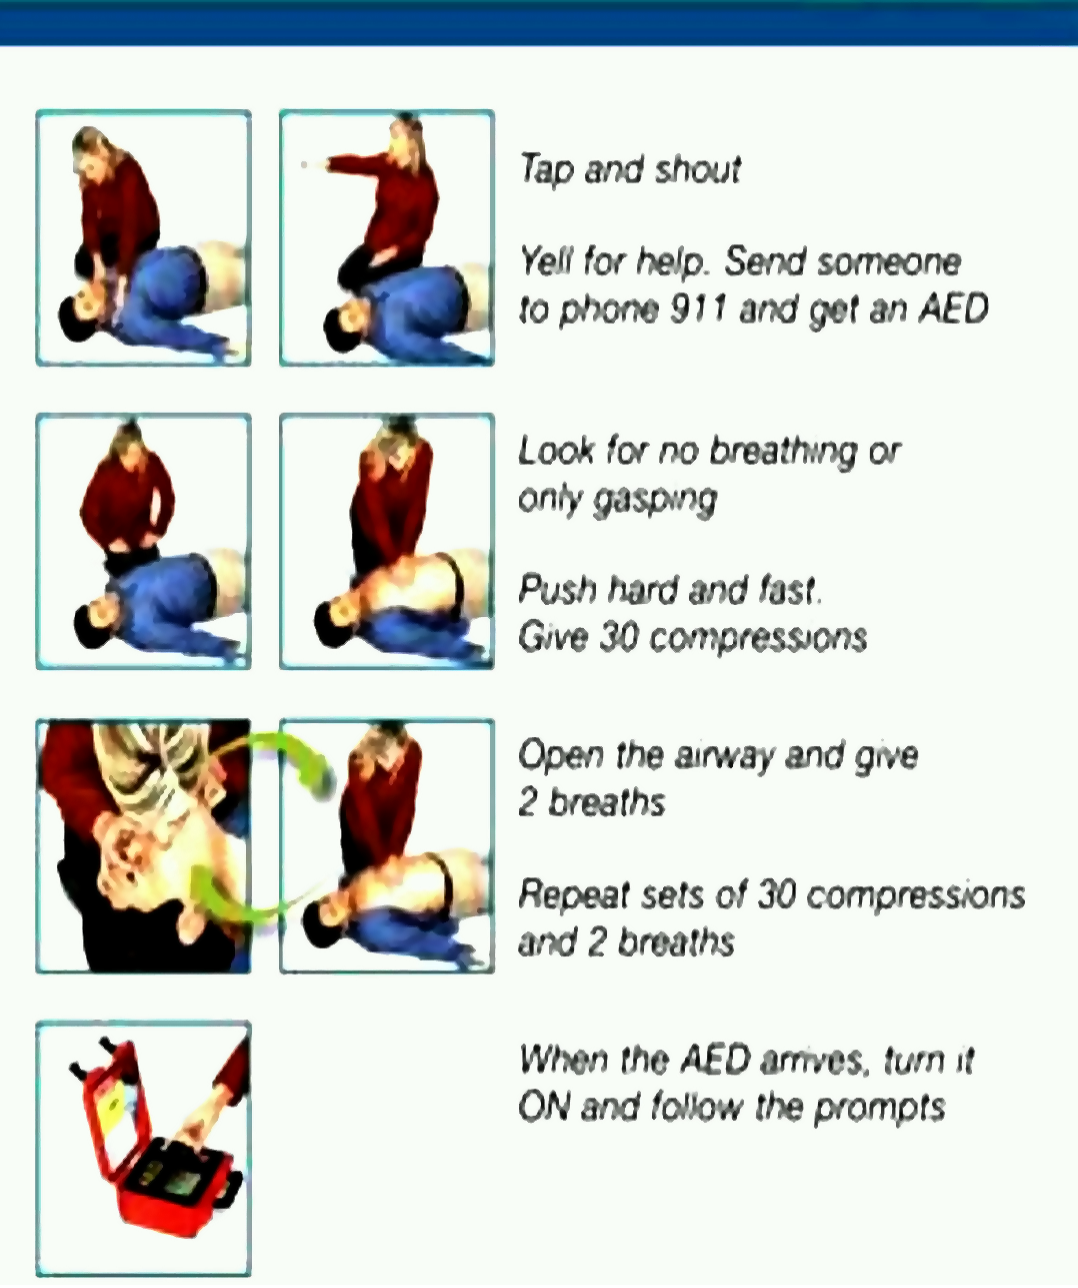 Tap and shout
Yell for help. Send someone
to phone 911 and get an AED
Look for no breathing or
only gasping
Push hard and fast.
Give 30 compressions
Open the airway and give
2 breaths
Repeat sets of 30 compressions
and 2 breaths
When the AED arrives, turn it
ON and follow the prompts